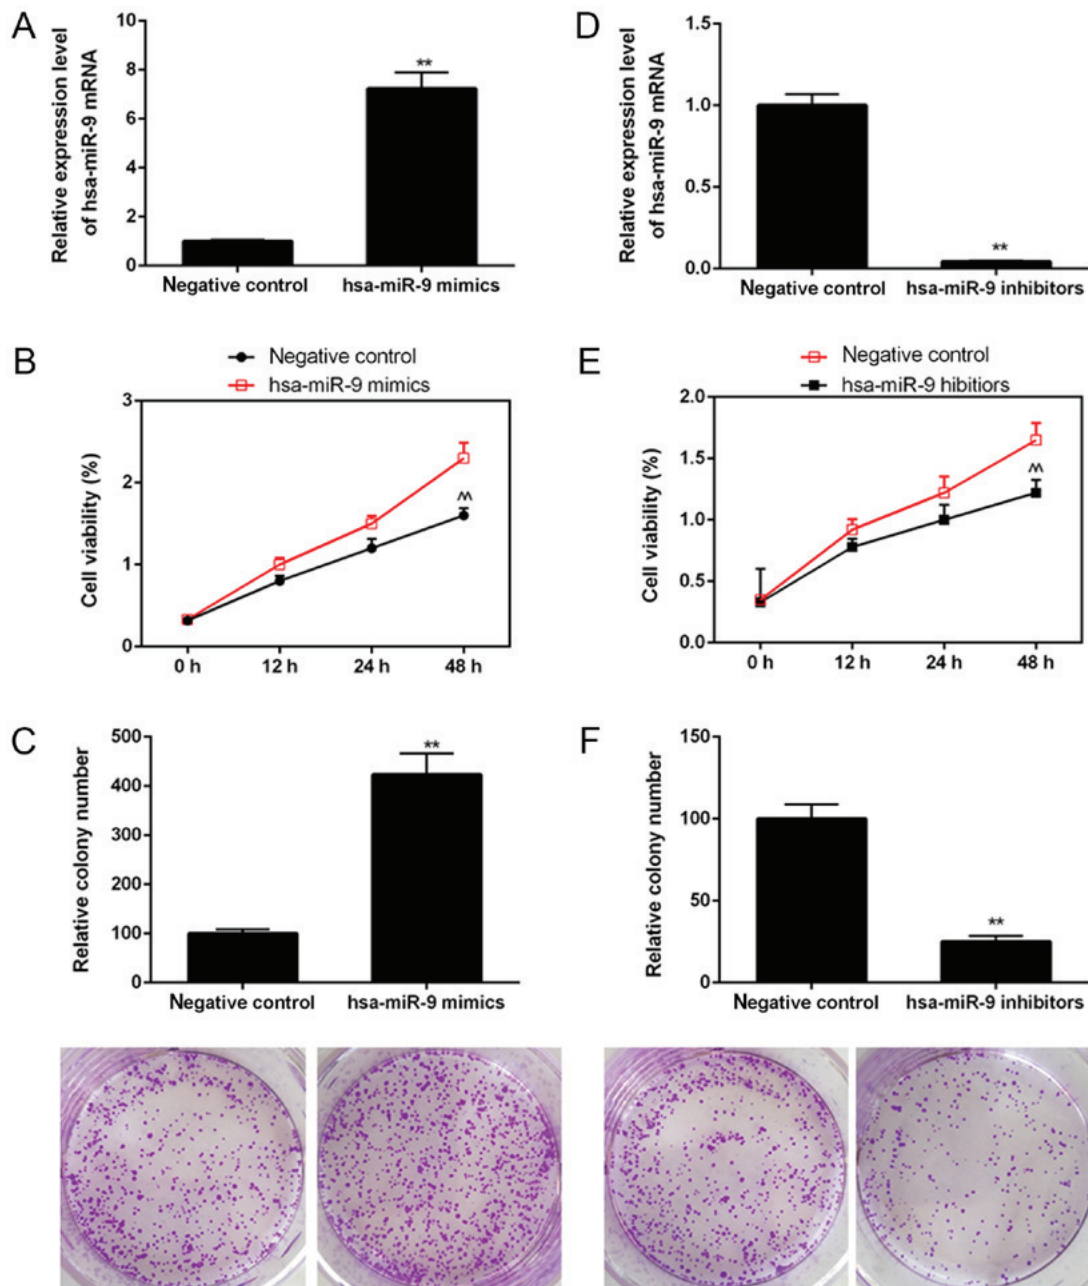 A
Relative expression level
of hsa-miR-9 mRNA
10
8
6
4
2
0
**
Negative control
hsa-miR-9 mimics
D
Relative expression level
of hsa-miR-9 mRNA
1.5
1.0
0.5
0.0
**
Negative control
hsa-miR-9 inhibitors
B
Negative control
hsa-miR-9 mimics
Cell viability (%)
3
2
1
0
^^
0 h
12 h
24 h
48 h
E
Negative control
hsa-miR-9 hibitiors
Cell viability (%)
2.0
1.5
1.0
0.5
0.0
^^
0 h
12 h
24 h
48 h
C
Relative colony number
500
400
300
200
100
0
**
Negative control
hsa-miR-9 mimics
F
Relative colony number
150
100
50
0
**
Negative control
hsa-miR-9 inhibitors